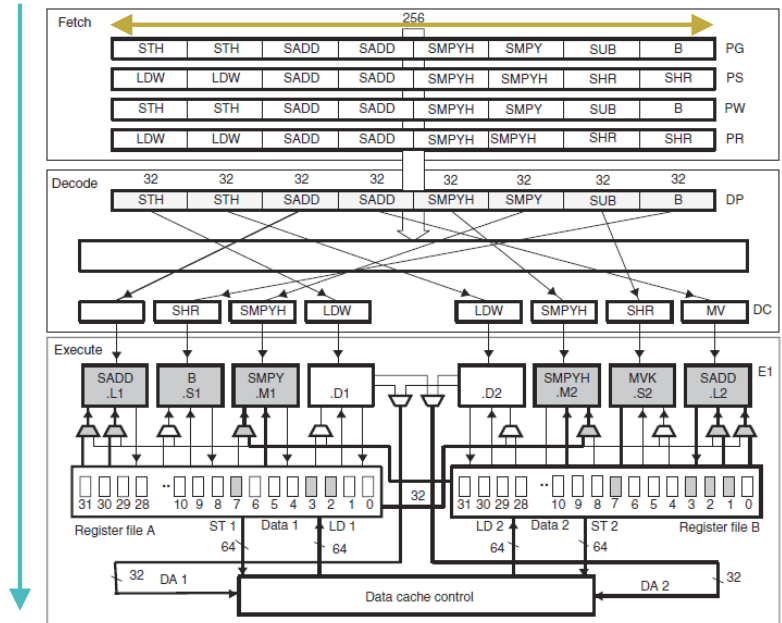 Fetch 256
STH STH SADD SADD SMPYH SMPY SUB B PG
LDW LDW SADD SADD SMPYH SMPYH SHR SHR PS
STH STH SADD SADD SMPYH SMPY SUB B PW
LDW LDW SADD SADD SMPYH SMPYH SHR SHR PR
Decode 32 32 32 32 32 32 32 32
STH STH SADD SADD SMPYH SMPY SUB B DP
SHR SMPYH LDW LDW SMPYH SHR MV DC
Execute
SADD B SMPY SMPYH MVK SADD E1
.L1 .S1 .M1 .D1 .D2 .M2 .S2 .L2
31 30 29 28 .. 10 9 8 7 6 5 4 3 2 1 0 32 31 30 29 28 .. 10 9 8 7 6 5 4 3 2 1 0
Register file A ST 1 Data 1 LD 1 LD 2 Data 2 ST 2 Register file B
64 64 64 64
32 DA 1 DA 2 32
Data cache control